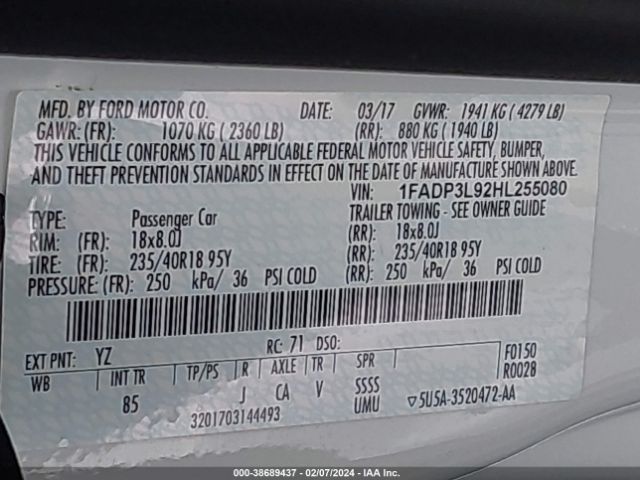 MFD. BY FORD MOTOR CO. DATE: 03/17 GVWR: 1941 KG ( 4279 LB)
GAWR: (FR): 1070 KG ( 2360 LB) (RR): 880 KG ( 1940 LB)
THIS VEHICLE CONFORMS TO ALL APPLICABLE FEDERAL MOTOR VEHICLE SAFETY, BUMPER,
AND THEFT PREVENTION STANDARDS IN EFFECT ON THE DATE OF MANUFACTURE SHOWN ABOVE.
VIN: 1FADP3L92HL255080
TYPE: Passenger Car TRAILER TOWING - SEE OWNER GUIDE
RIM: (FR): 18x8.0J (RR): 18x8.0J
TIRE: (FR): 235/40R18 95Y (RR): 235/40R18 95Y
PRESSURE: (FR): 250 kPa/ 36 PSI COLD (RR): 250 kPa/ 36 PSI COLD
EXT PNT: YZ RC: 71 DSO: F0150
WB INT TR TP/PS R AXLE TR SPR R0028
85 J CA V SSSS
3201703144493 UMU ▽5U5A-3520472-AA
000-38689437 - 02/07/2024 - IAA Inc.